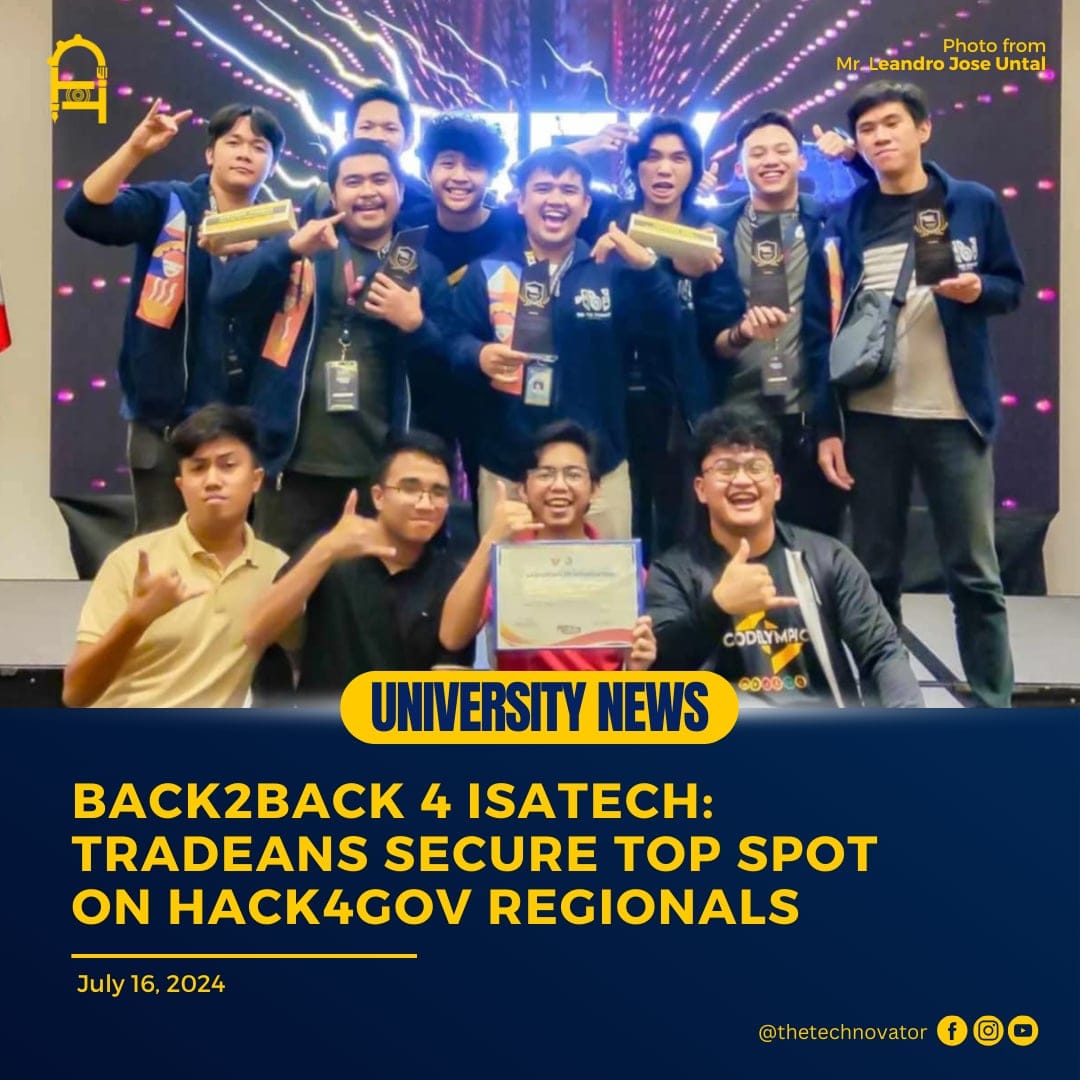 Photo from
Mr. Leandro Jose Untal
CODELYMPICS
UNIVERSITY NEWS
BACK2BACK 4 ISATECH:
TRADEANS SECURE TOP SPOT
ON HACK4GOV REGIONALS
July 16, 2024
@thetechnovator